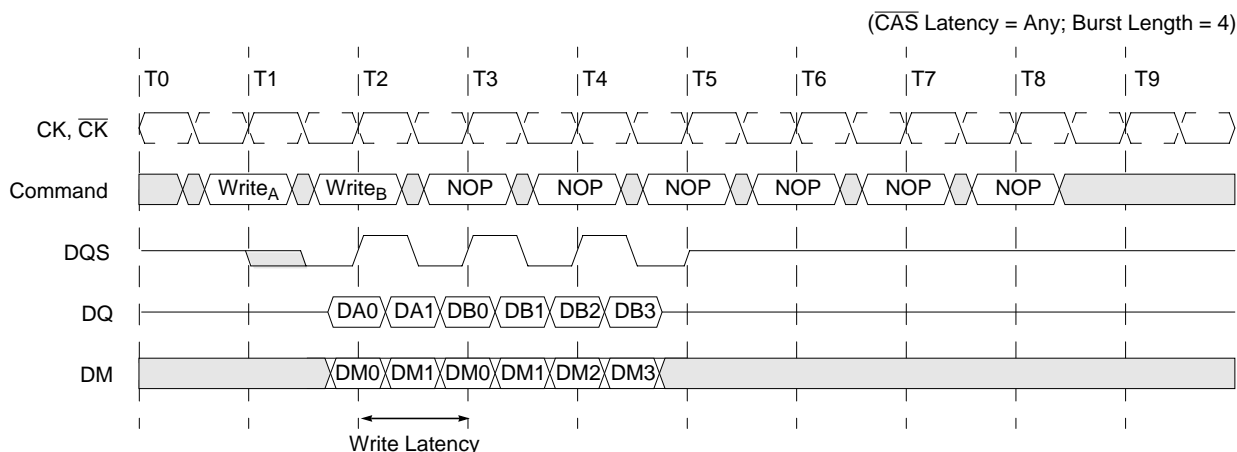 (CAS Latency = Any; Burst Length = 4)
T0 T1 T2 T3 T4 T5 T6 T7 T8 T9
CK, CK
Command WriteA WriteB NOP NOP NOP NOP NOP NOP
DQS
DQ DA0 DA1 DB0 DB1 DB2 DB3
DM DM0 DM1 DM0 DM1 DM2 DM3
Write Latency